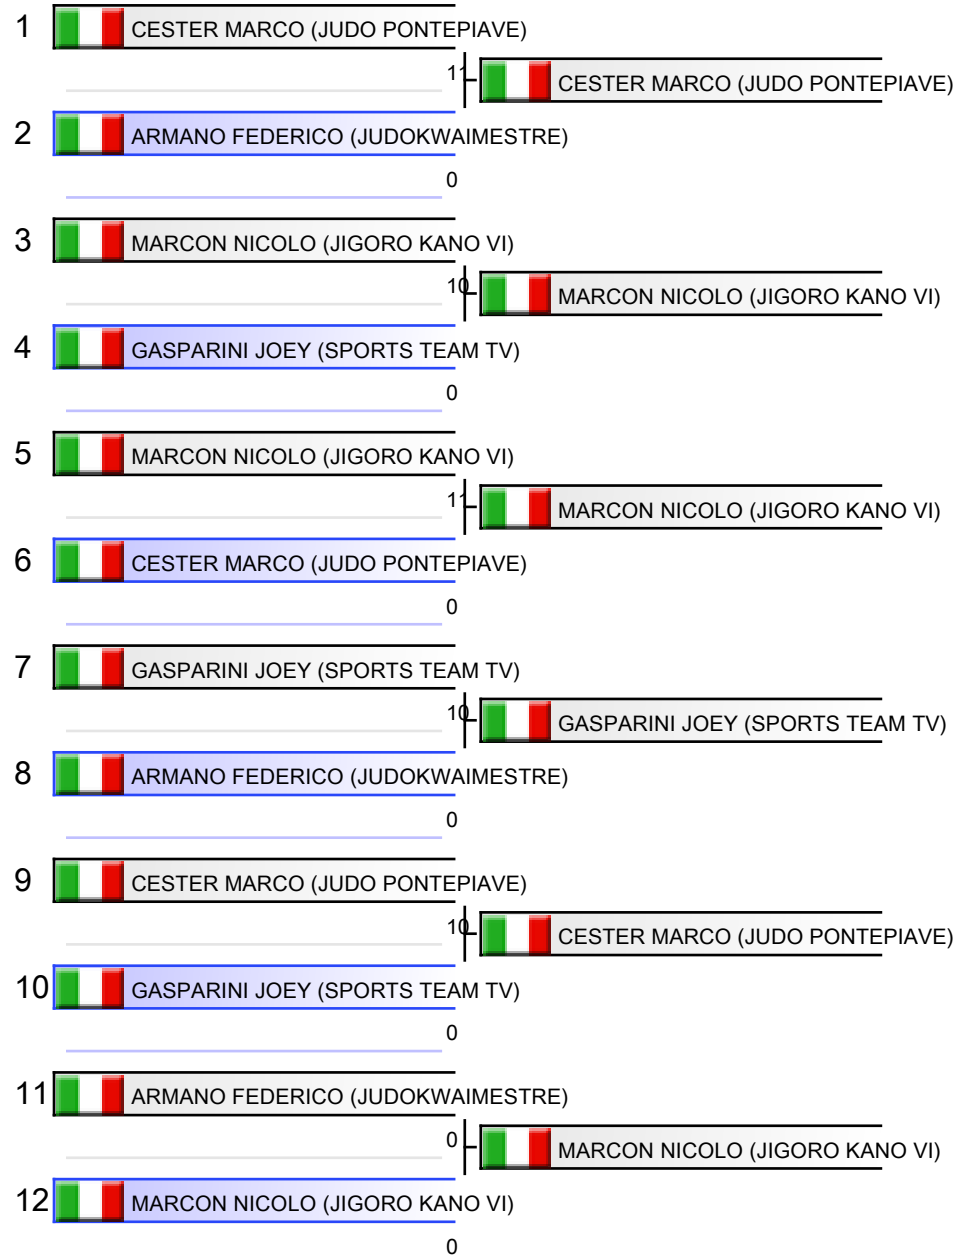 1 CESTER MARCO (JUDO PONTEPIAVE)
11 CESTER MARCO (JUDO PONTEPIAVE)
2 ARMANO FEDERICO (JUDOKWAIMESTRE)
0
3 MARCON NICOLO (JIGORO KANO VI)
10 MARCON NICOLO (JIGORO KANO VI)
4 GASPARINI JOEY (SPORTS TEAM TV)
0
5 MARCON NICOLO (JIGORO KANO VI)
11 MARCON NICOLO (JIGORO KANO VI)
6 CESTER MARCO (JUDO PONTEPIAVE)
0
7 GASPARINI JOEY (SPORTS TEAM TV)
10 GASPARINI JOEY (SPORTS TEAM TV)
8 ARMANO FEDERICO (JUDOKWAIMESTRE)
0
9 CESTER MARCO (JUDO PONTEPIAVE)
10 CESTER MARCO (JUDO PONTEPIAVE)
10 GASPARINI JOEY (SPORTS TEAM TV)
0
11 ARMANO FEDERICO (JUDOKWAIMESTRE)
0 MARCON NICOLO (JIGORO KANO VI)
12 MARCON NICOLO (JIGORO KANO VI)
0